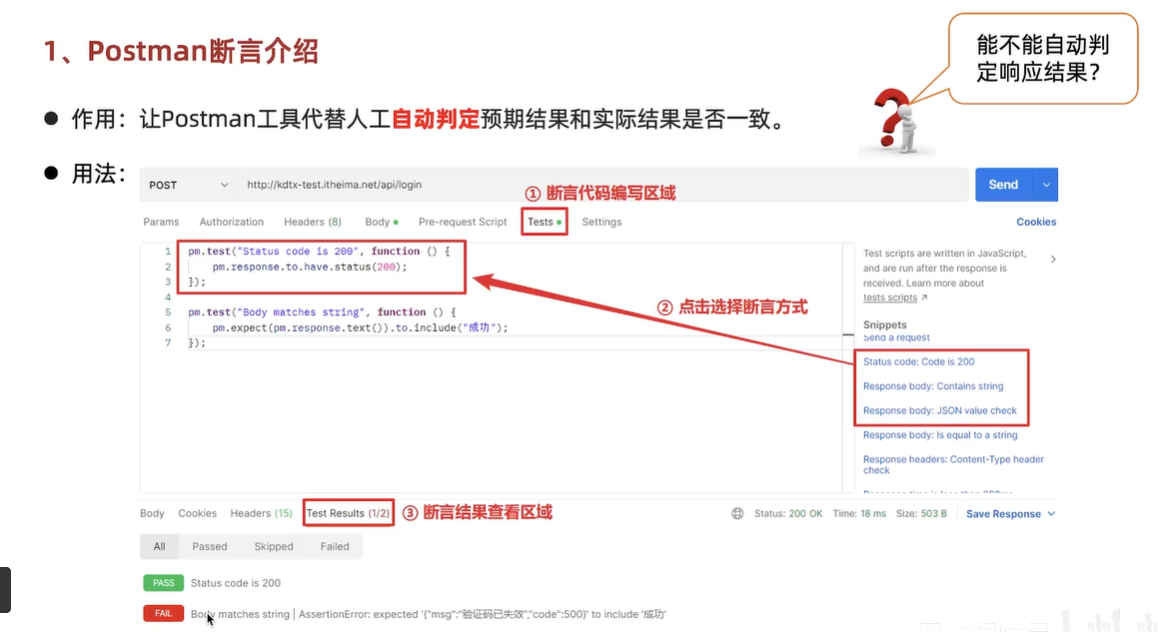 1、Postman断言介绍
能不能自动判
定响应结果？
● 作用：让Postman工具代替人工自动判定预期结果和实际结果是否一致。
● 用法：
POST http://kdtx-test.itheima.net/api/login Send
① 断言代码编写区域
Params Authorization Headers (8) Body Pre-request Script Tests Settings Cookies
1 pm.test("Status code is 200", function () {
2 pm.response.to.have.status(200);
3 });
4
5 pm.test("Body matches string", function () {
6 pm.expect(pm.response.text()).to.include("成功");
7 });
② 点击选择断言方式
Test scripts are written in JavaScript,
and are run after the response is
received. Learn more about
tests scripts ↗
Snippets
Send a request
Status code: Code is 200
Response body: Contains string
Response body: JSON value check
Response body: Is equal to a string
Response headers: Content-Type header
check
Body Cookies Headers (15) Test Results (1/2) ③ 断言结果查看区域 Status: 200 OK Time: 18 ms Size: 503 B Save Response
All Passed Skipped Failed
PASS Status code is 200
FAIL Body matches string | AssertionError: expected '{"msg":"验证码已失效","code":500}' to include '成功'